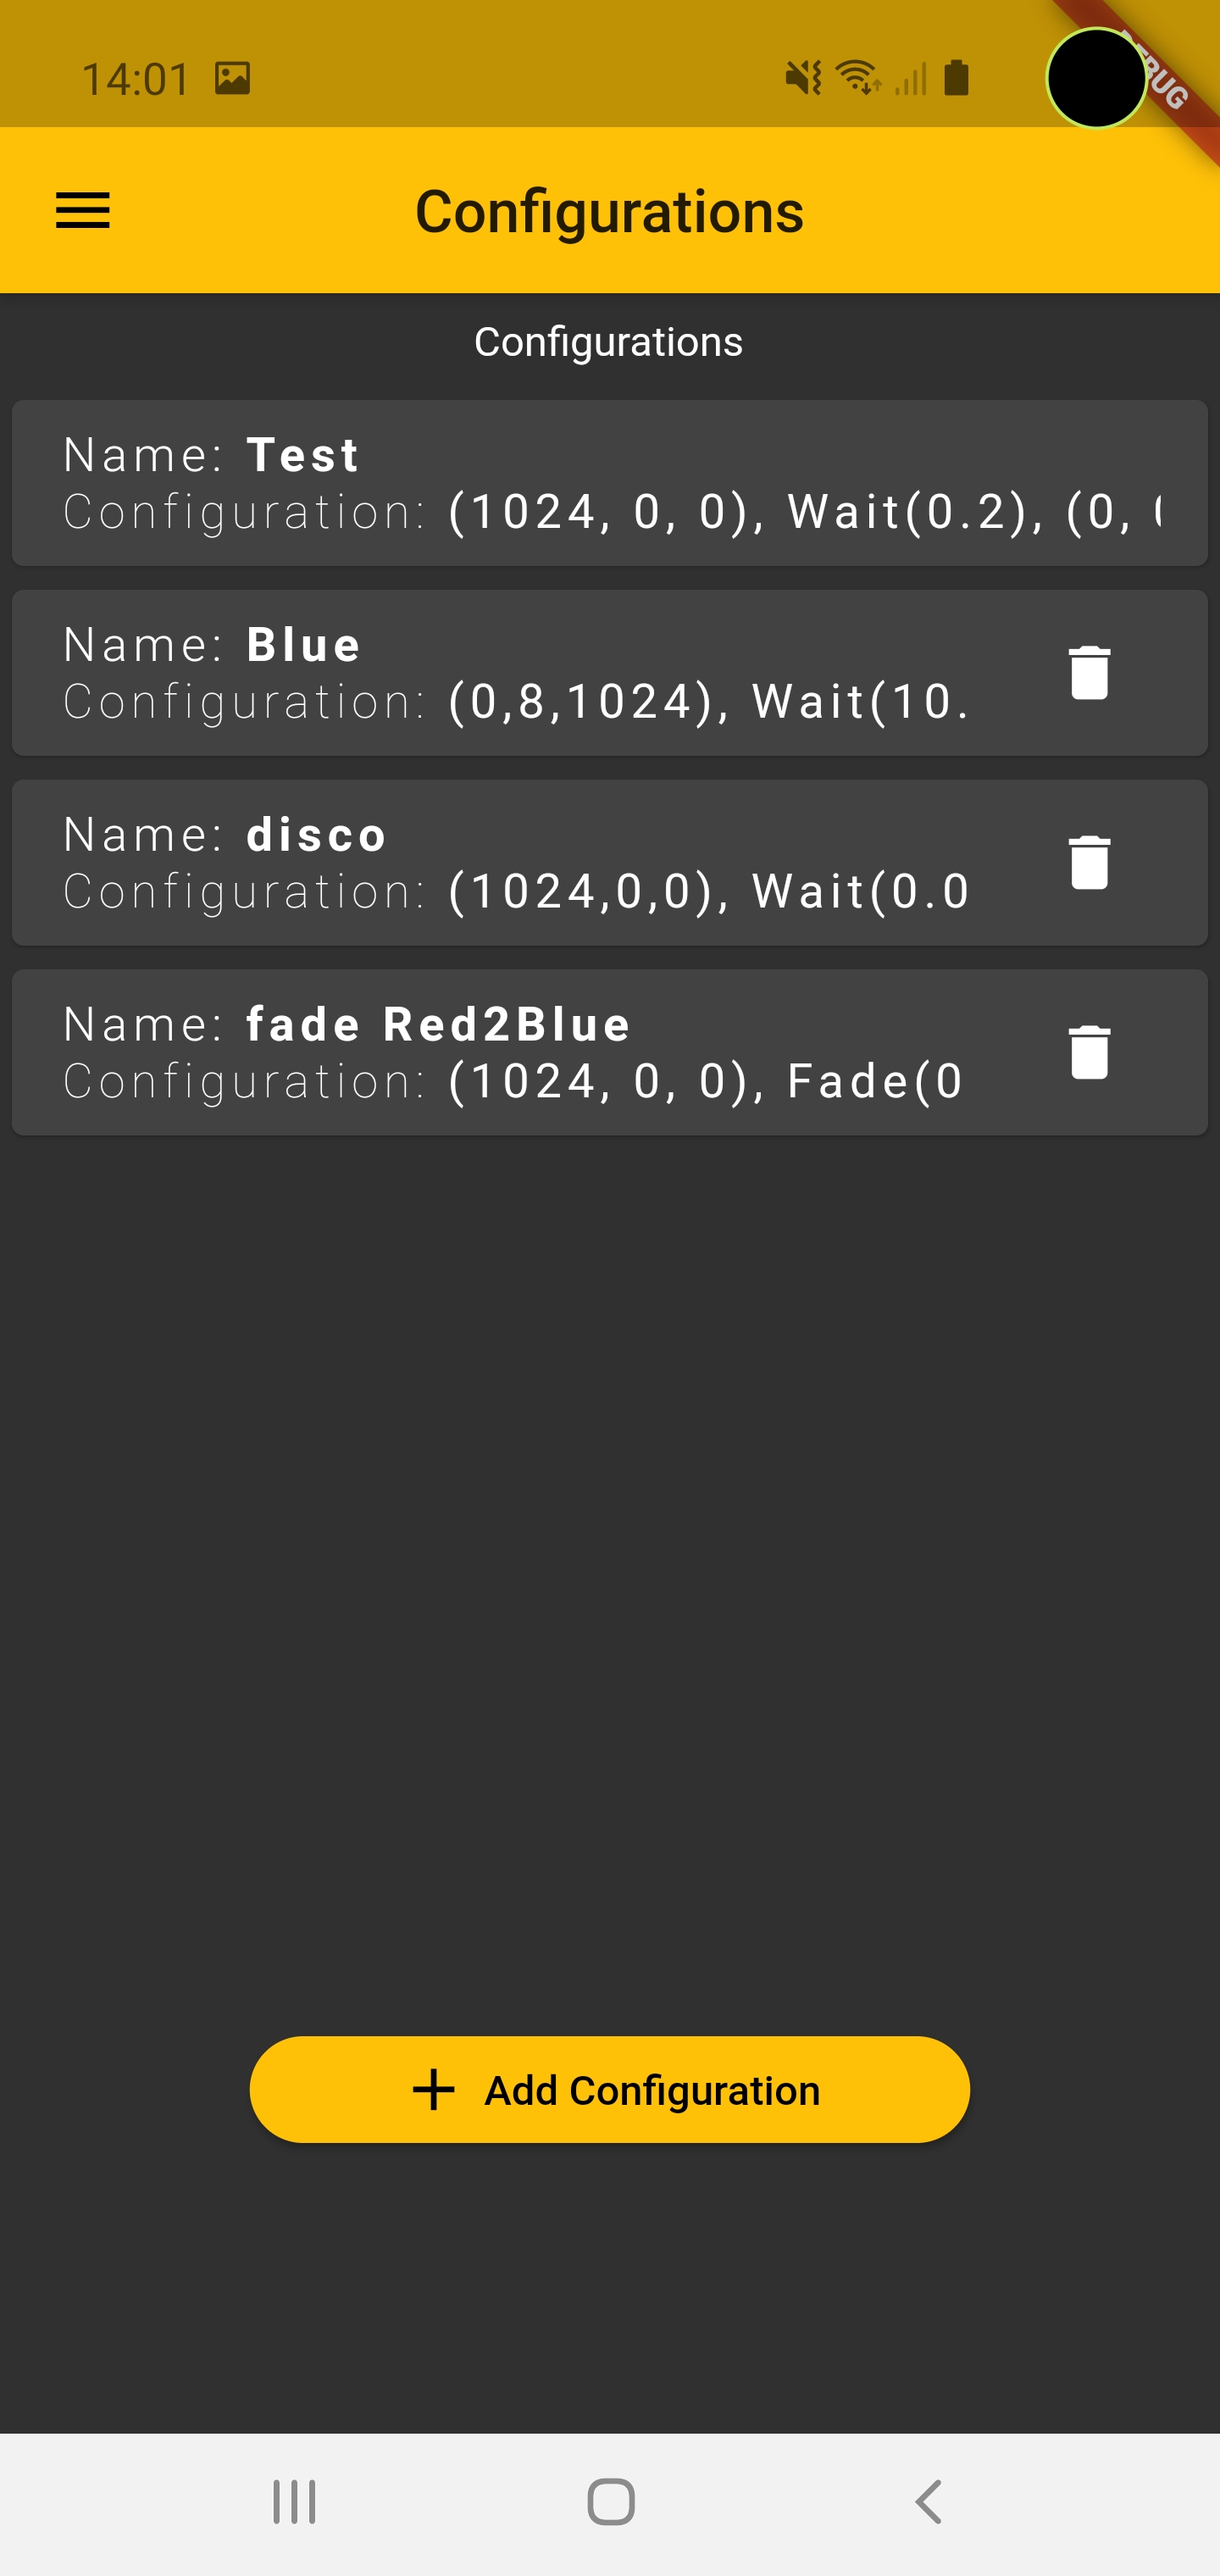 14:01
Configurations
Configurations
Name: Test
Configuration: (1024, 0, 0), Wait(0.2), (0,
Name: Blue
Configuration: (0,8,1024), Wait(10.
Name: disco
Configuration: (1024,0,0), Wait(0.0
Name: fade Red2Blue
Configuration: (1024, 0, 0), Fade(0
Add Configuration